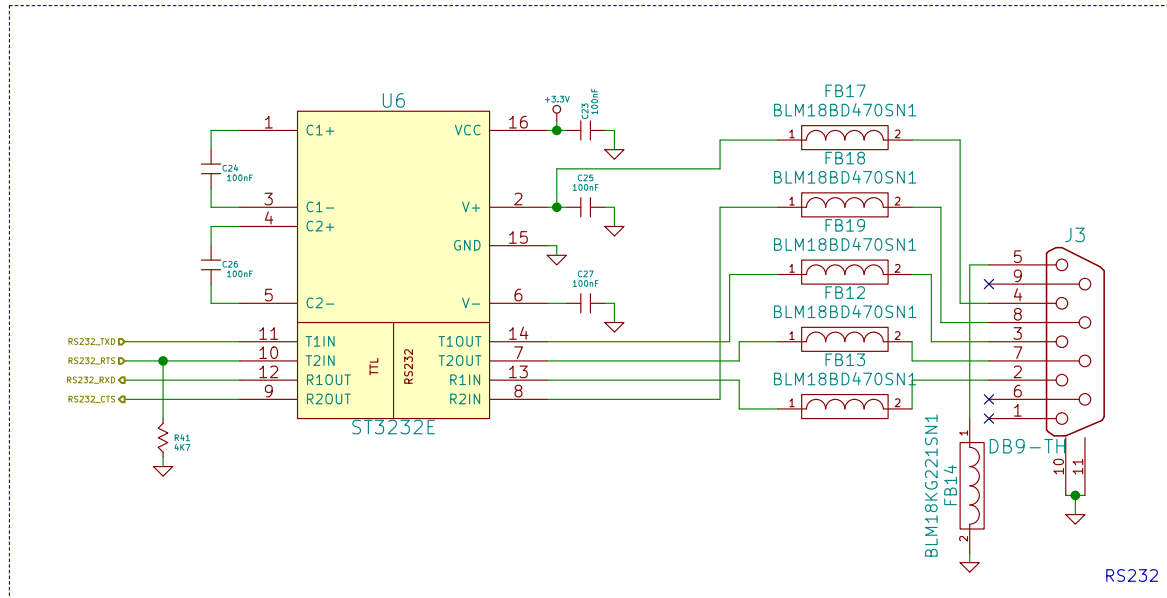 U6
1
C1+
3
C1-
4
C2+
5
C2-
11
T1IN
10
T2IN
12
R1OUT
9
R2OUT
VCC
16
V+
2
GND
15
V-
6
T1OUT
14
T2OUT
7
R1IN
13
R2IN
8
TTL
RS232
ST3232E
C24
100nF
C26
100nF
+3.3V
C23
100nF
C25
100nF
C27
100nF
RS232_TXD
RS232_RTS
RS232_RXD
RS232_CTS
R41
4K7
FB17
BLM18BD470SN1
1
2
FB18
BLM18BD470SN1
1
2
FB19
BLM18BD470SN1
1
2
FB12
BLM18BD470SN1
1
2
FB13
BLM18BD470SN1
1
2
J3
5
9
4
8
3
7
2
6
1
DB9-TH
10
11
BLM18KG221SN1
FB14
1
2
RS232